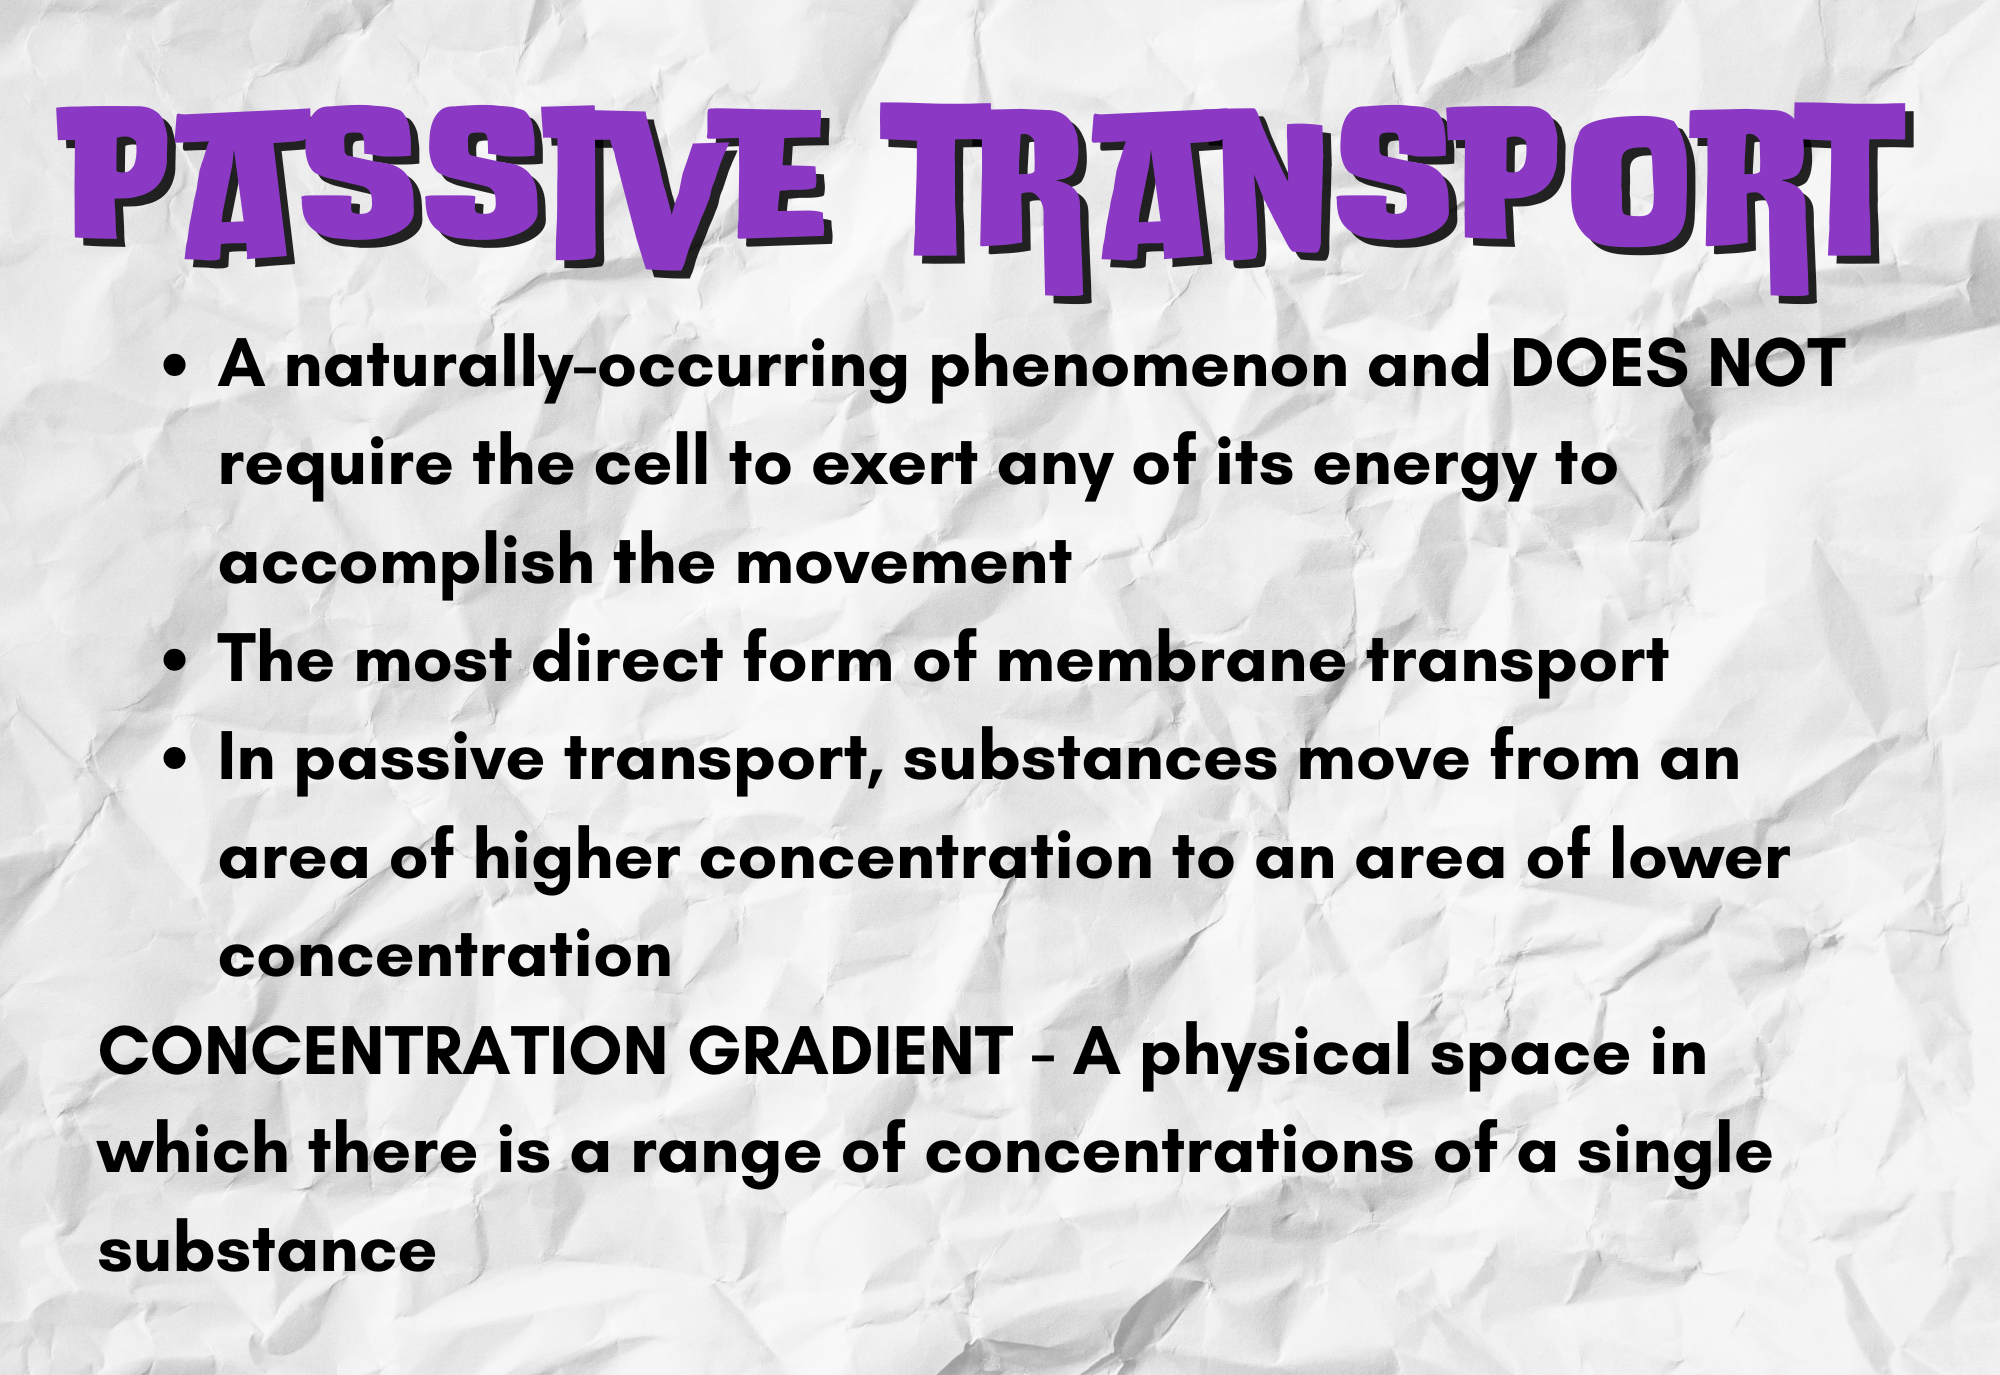 PASSIVE TRANSPORT
• A naturally-occurring phenomenon and DOES NOT
require the cell to exert any of its energy to
accomplish the movement
• The most direct form of membrane transport
• In passive transport, substances move from an
area of higher concentration to an area of lower
concentration
CONCENTRATION GRADIENT - A physical space in
which there is a range of concentrations of a single
substance